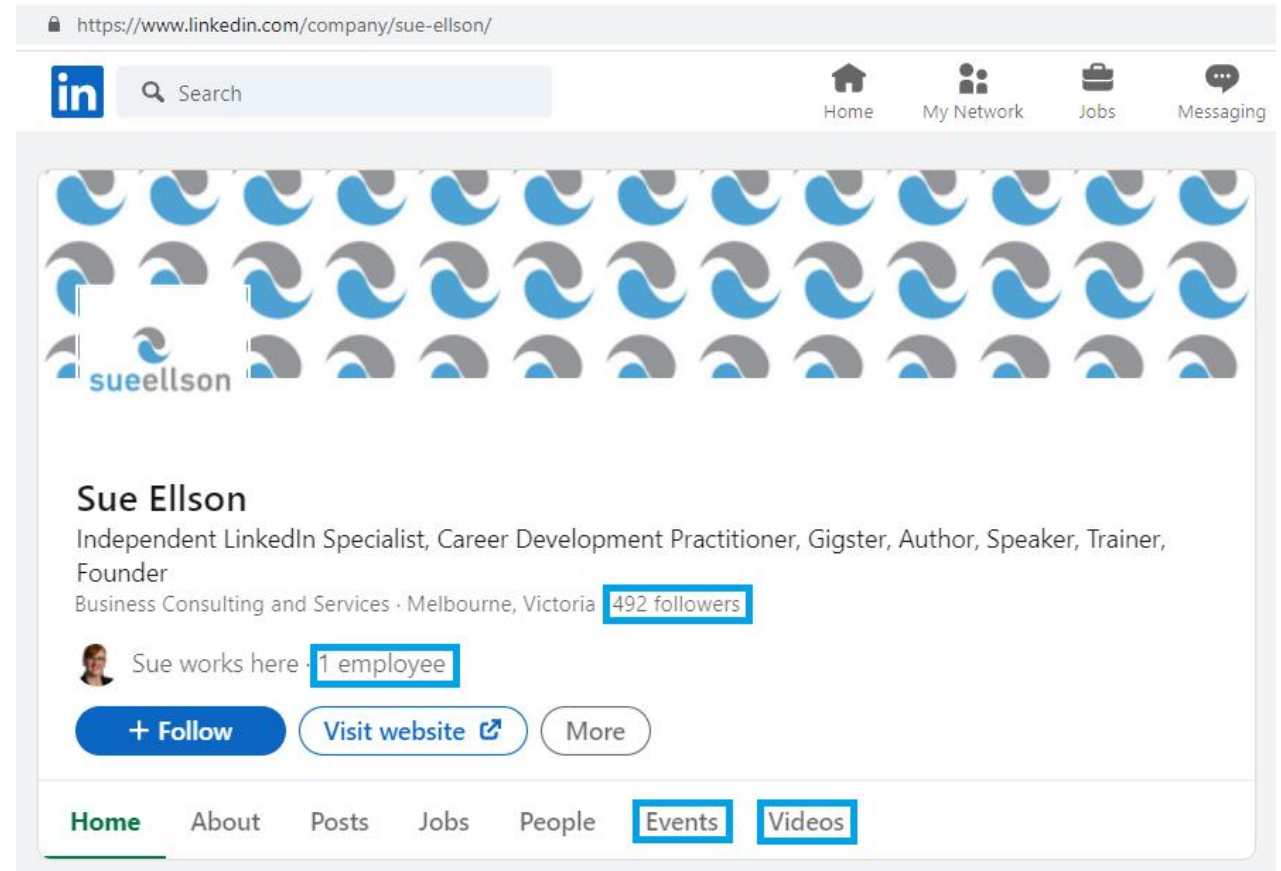 https://www.linkedin.com/company/sue-ellson/
in Search Home My Network Jobs Messaging
sueellson
Sue Ellson
Independent LinkedIn Specialist, Career Development Practitioner, Gigster, Author, Speaker, Trainer,
Founder
Business Consulting and Services · Melbourne, Victoria 492 followers
Sue works here · 1 employee
+ Follow Visit website More
Home About Posts Jobs People Events Videos